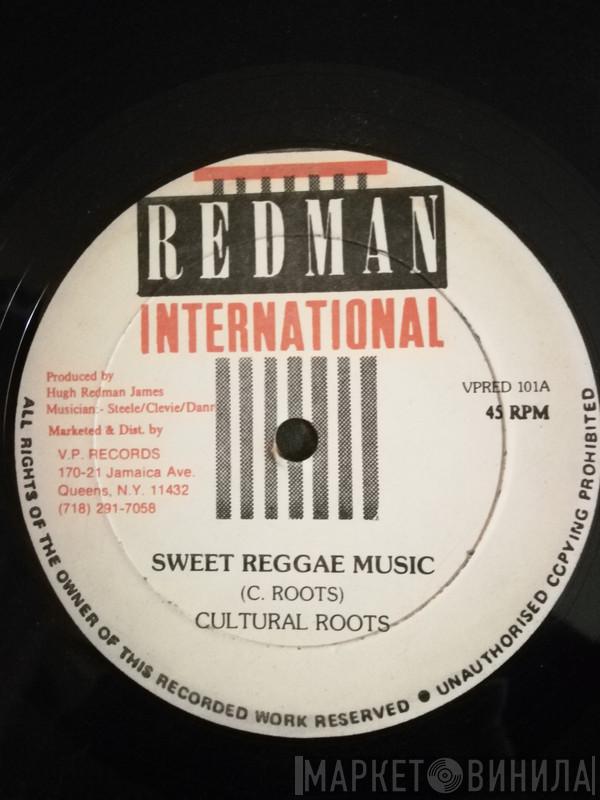 REDMAN
INTERNATIONAL
Produced by
Hugh Redman James
Musician:- Steele/Clevie/Danr
Marketed & Dist. by
V.P. RECORDS
170-21 Jamaica Ave.
Queens, N.Y. 11432
(718) 291-7058
VPRED 101A
45 RPM
SWEET REGGAE MUSIC
(C. ROOTS)
CULTURAL ROOTS
ALL RIGHTS OF THE OWNER OF THIS RECORDED WORK RESERVED ● UNAUTHORISED COPYING PROHIBITED
МАРКЕТ ВИНИЛА